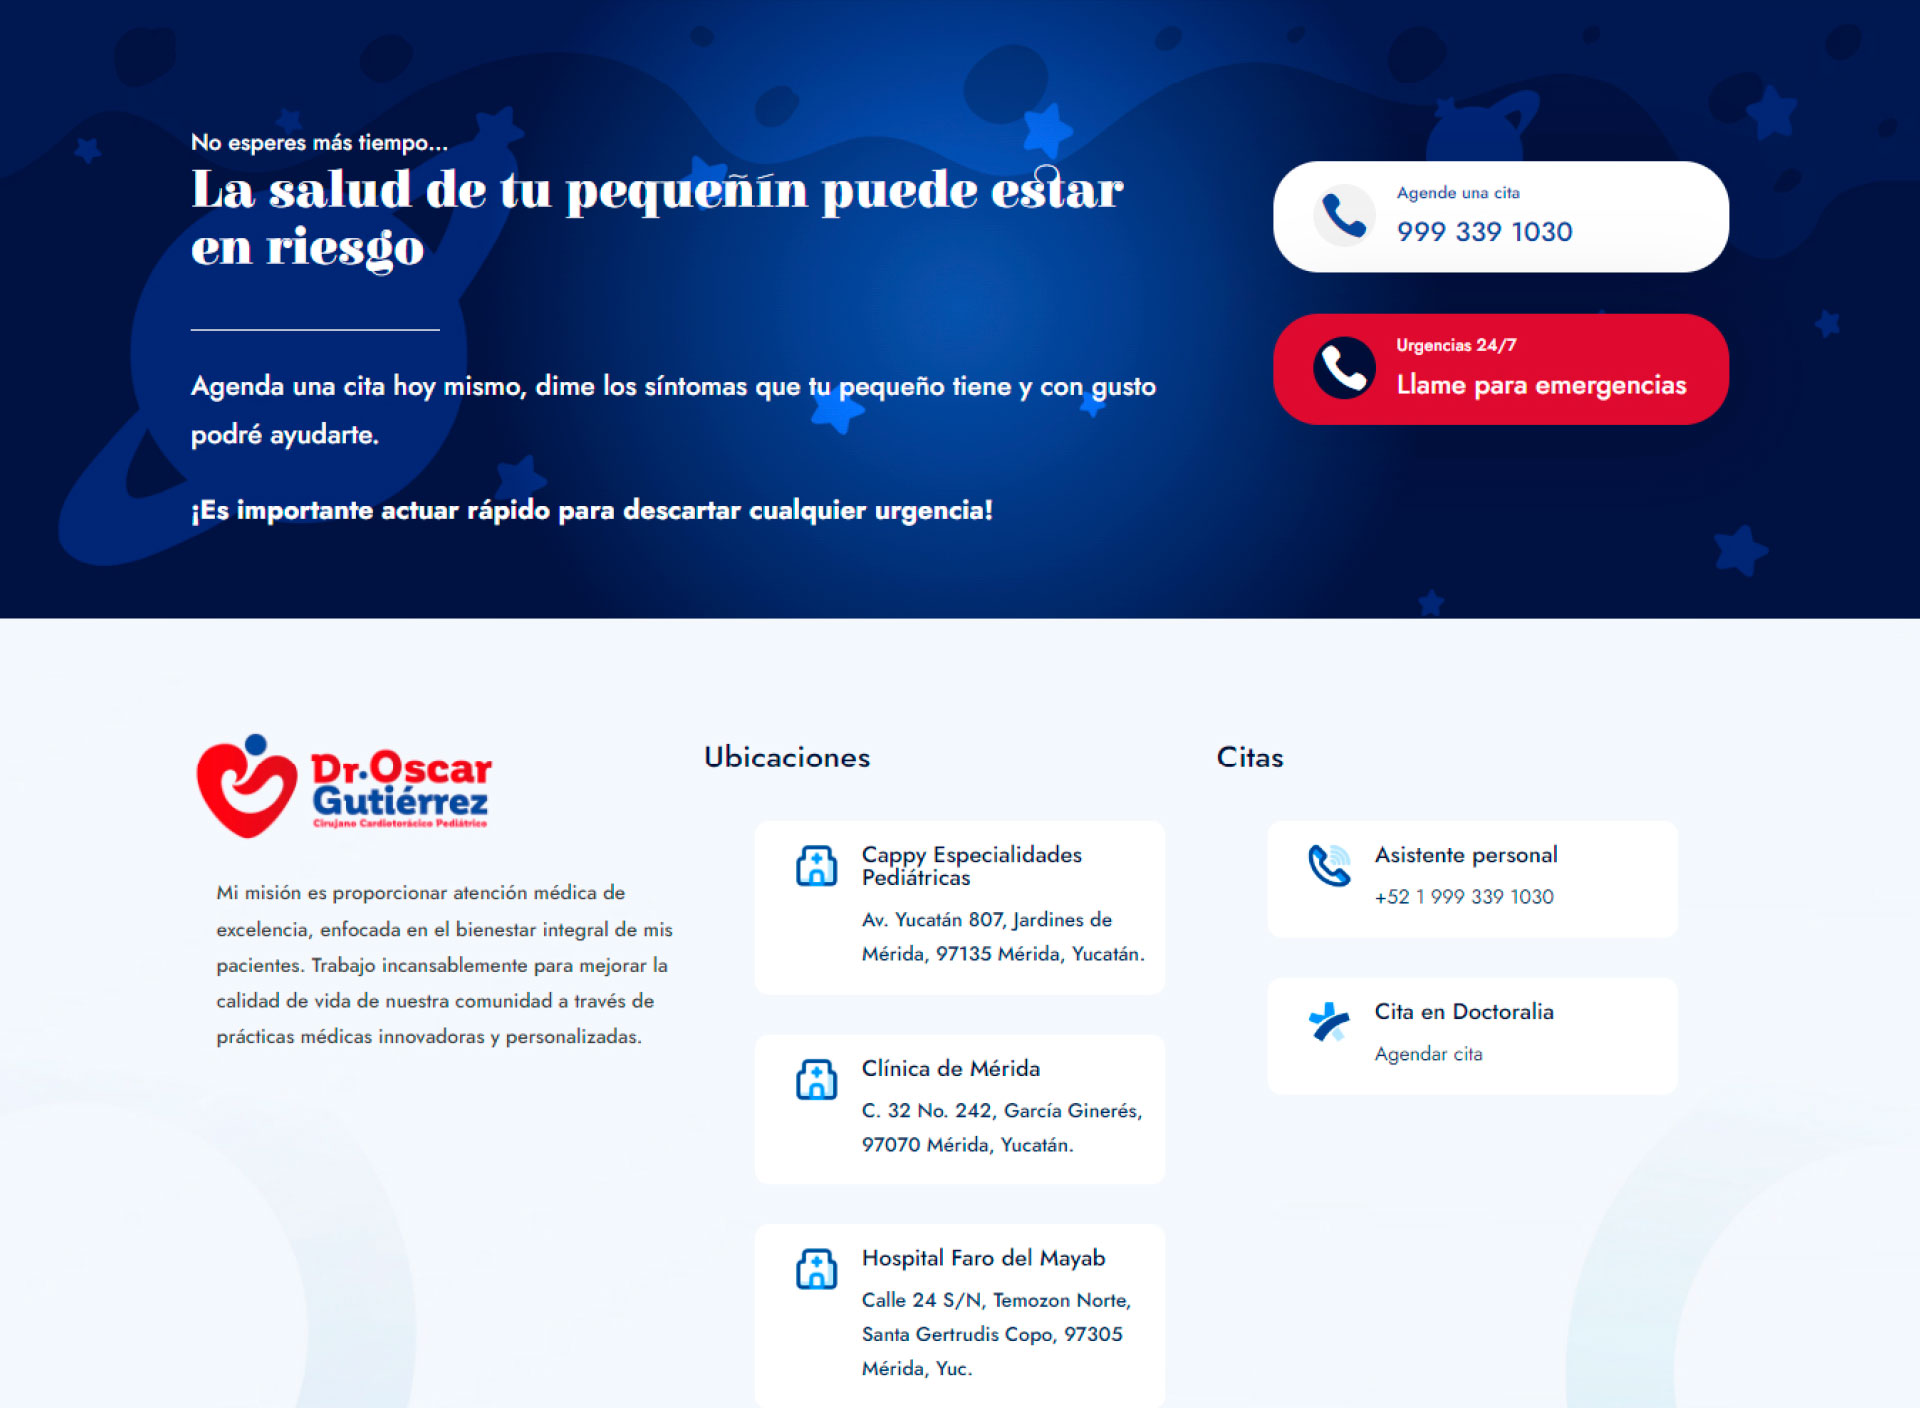 No esperes más tiempo...
La salud de tu pequeñín puede estar
en riesgo
Agenda una cita hoy mismo, dime los síntomas que tu pequeño tiene y con gusto
podré ayudarte.
¡Es importante actuar rápido para descartar cualquier urgencia!
Agende una cita
999 339 1030
Urgencias 24/7
Llame para emergencias
Dr.Oscar
Gutiérrez
Cirujano Cardiotorácico Pediátrico
Mi misión es proporcionar atención médica de
excelencia, enfocada en el bienestar integral de mis
pacientes. Trabajo incansablemente para mejorar la
calidad de vida de nuestra comunidad a través de
prácticas médicas innovadoras y personalizadas.
Ubicaciones
Cappy Especialidades
Pediátricas
Av. Yucatán 807, Jardines de
Mérida, 97135 Mérida, Yucatán.
Clínica de Mérida
C. 32 No. 242, García Ginerés,
97070 Mérida, Yucatán.
Hospital Faro del Mayab
Calle 24 S/N, Temozon Norte,
Santa Gertrudis Copo, 97305
Mérida, Yuc.
Citas
Asistente personal
+52 1 999 339 1030
Cita en Doctoralia
Agendar cita